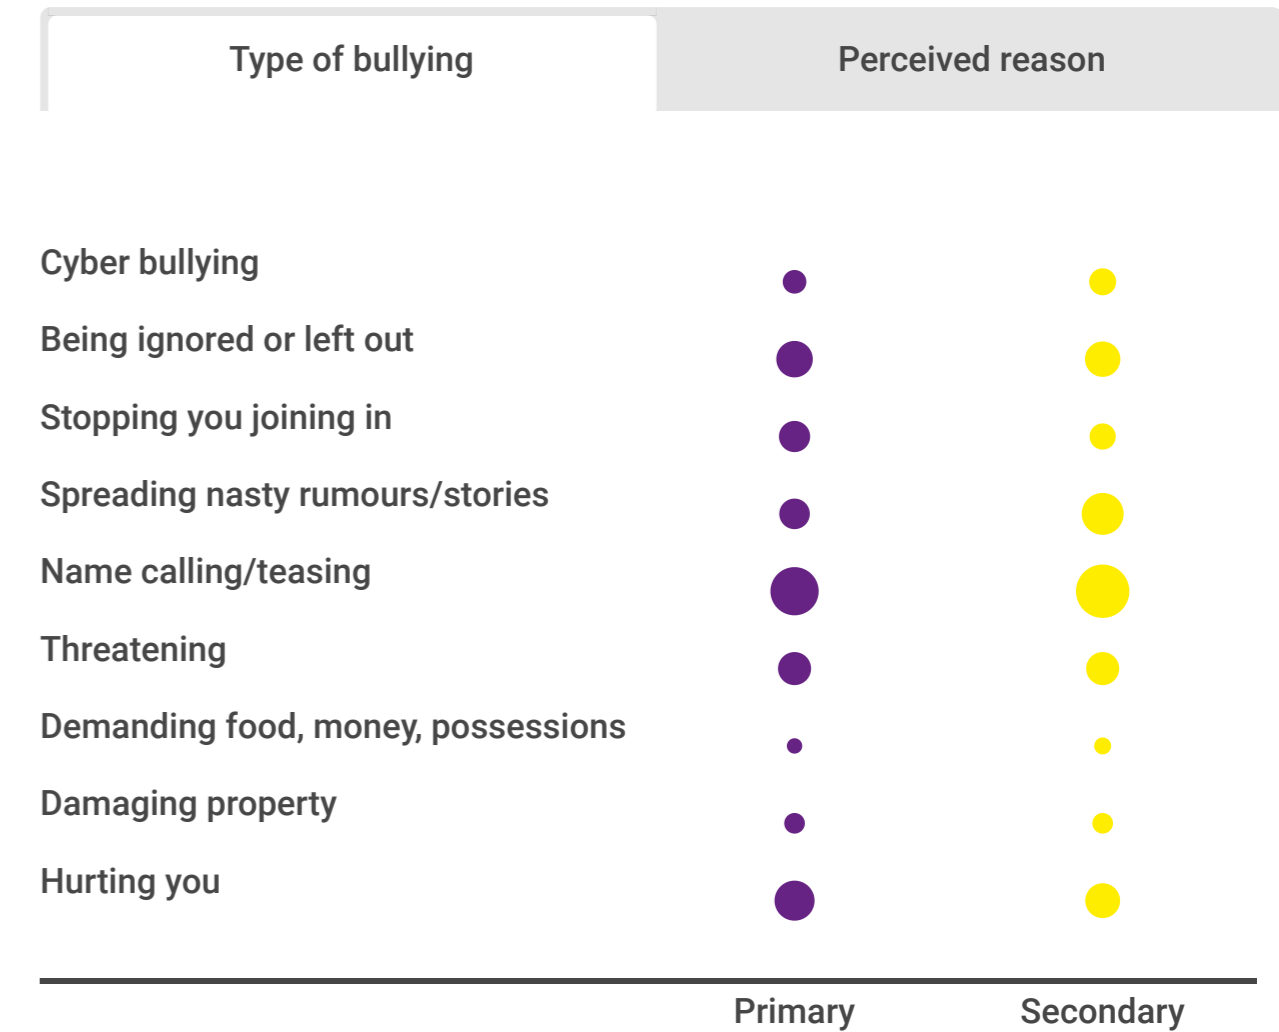 Type of bullying
Perceived reason
Cyber bullying
Being ignored or left out
Stopping you joining in
Spreading nasty rumours/stories
Name calling/teasing
Threatening
Demanding food, money, possessions
Damaging property
Hurting you
Primary
Secondary